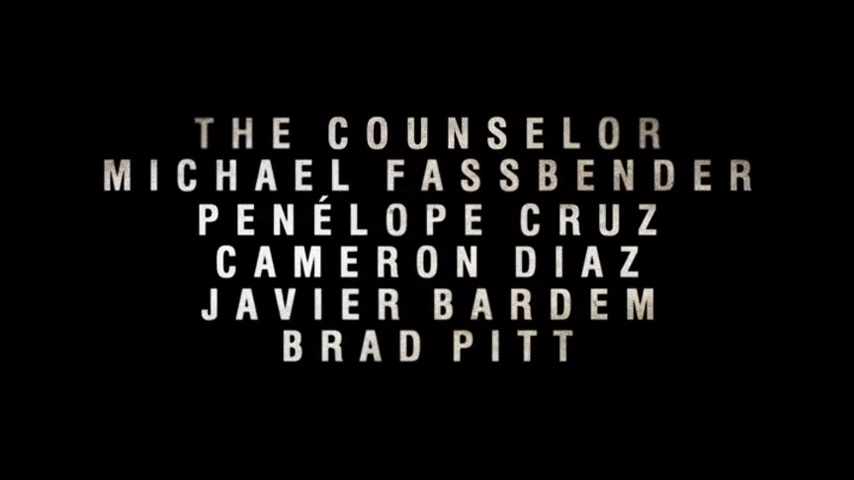 THE COUNSELOR
MICHAEL FASSBENDER
PENÉLOPE CRUZ
CAMERON DIAZ
JAVIER BARDEM
BRAD PITT